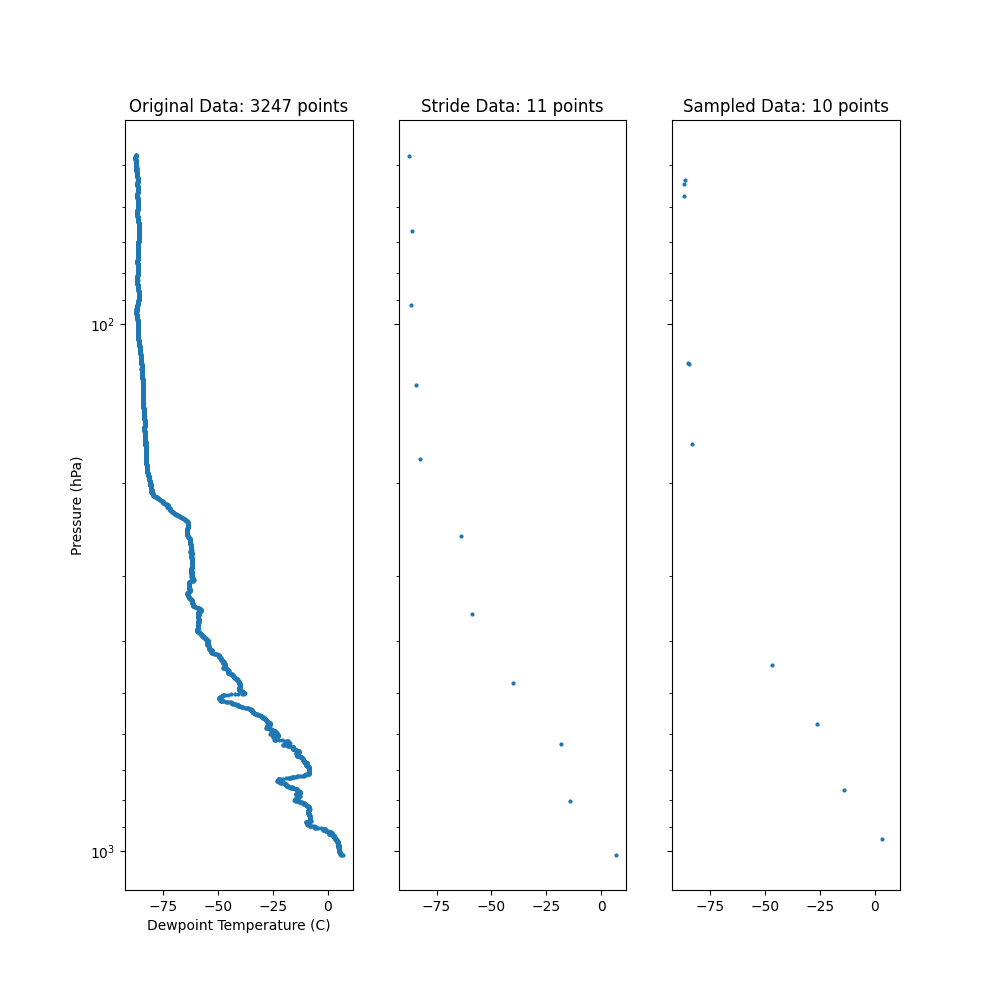 Original Data: 3247 points
Stride Data: 11 points
Sampled Data: 10 points
Pressure (hPa)
10²
10³
−75 −50 −25 0
−75 −50 −25 0
−75 −50 −25 0
Dewpoint Temperature (C)